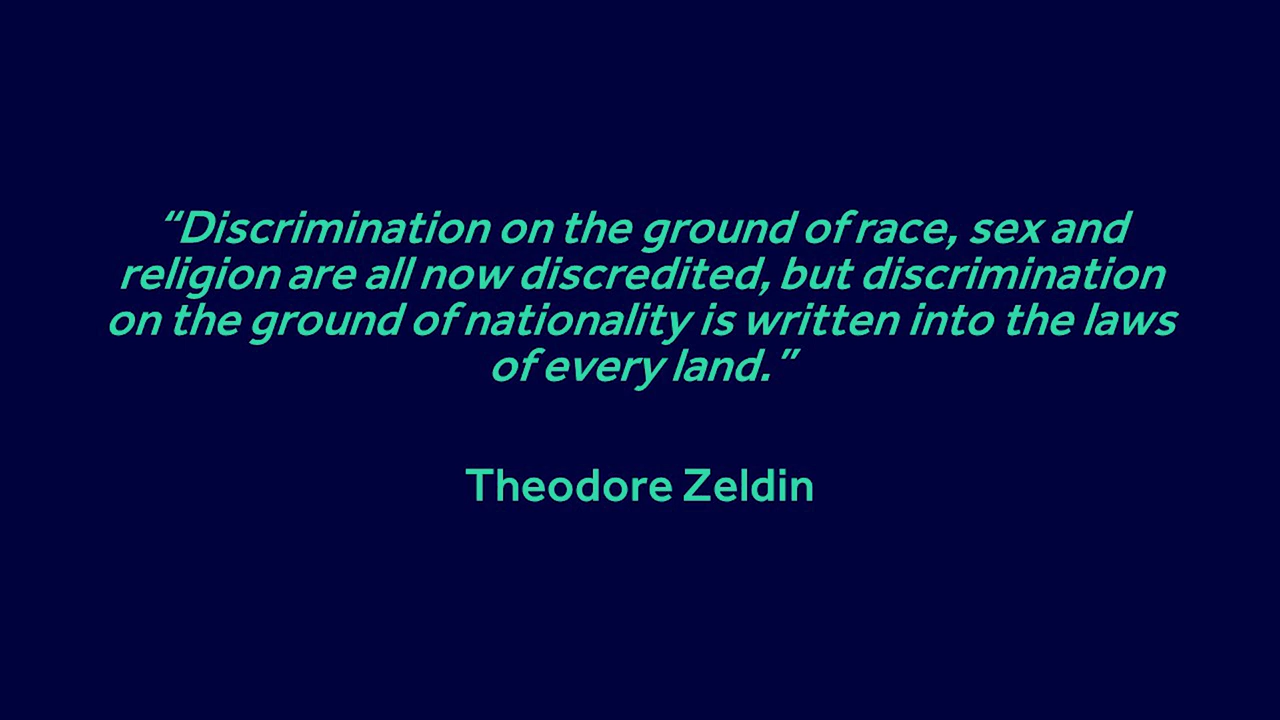 “Discrimination on the ground of race, sex and
religion are all now discredited, but discrimination
on the ground of nationality is written into the laws
of every land.”
Theodore Zeldin